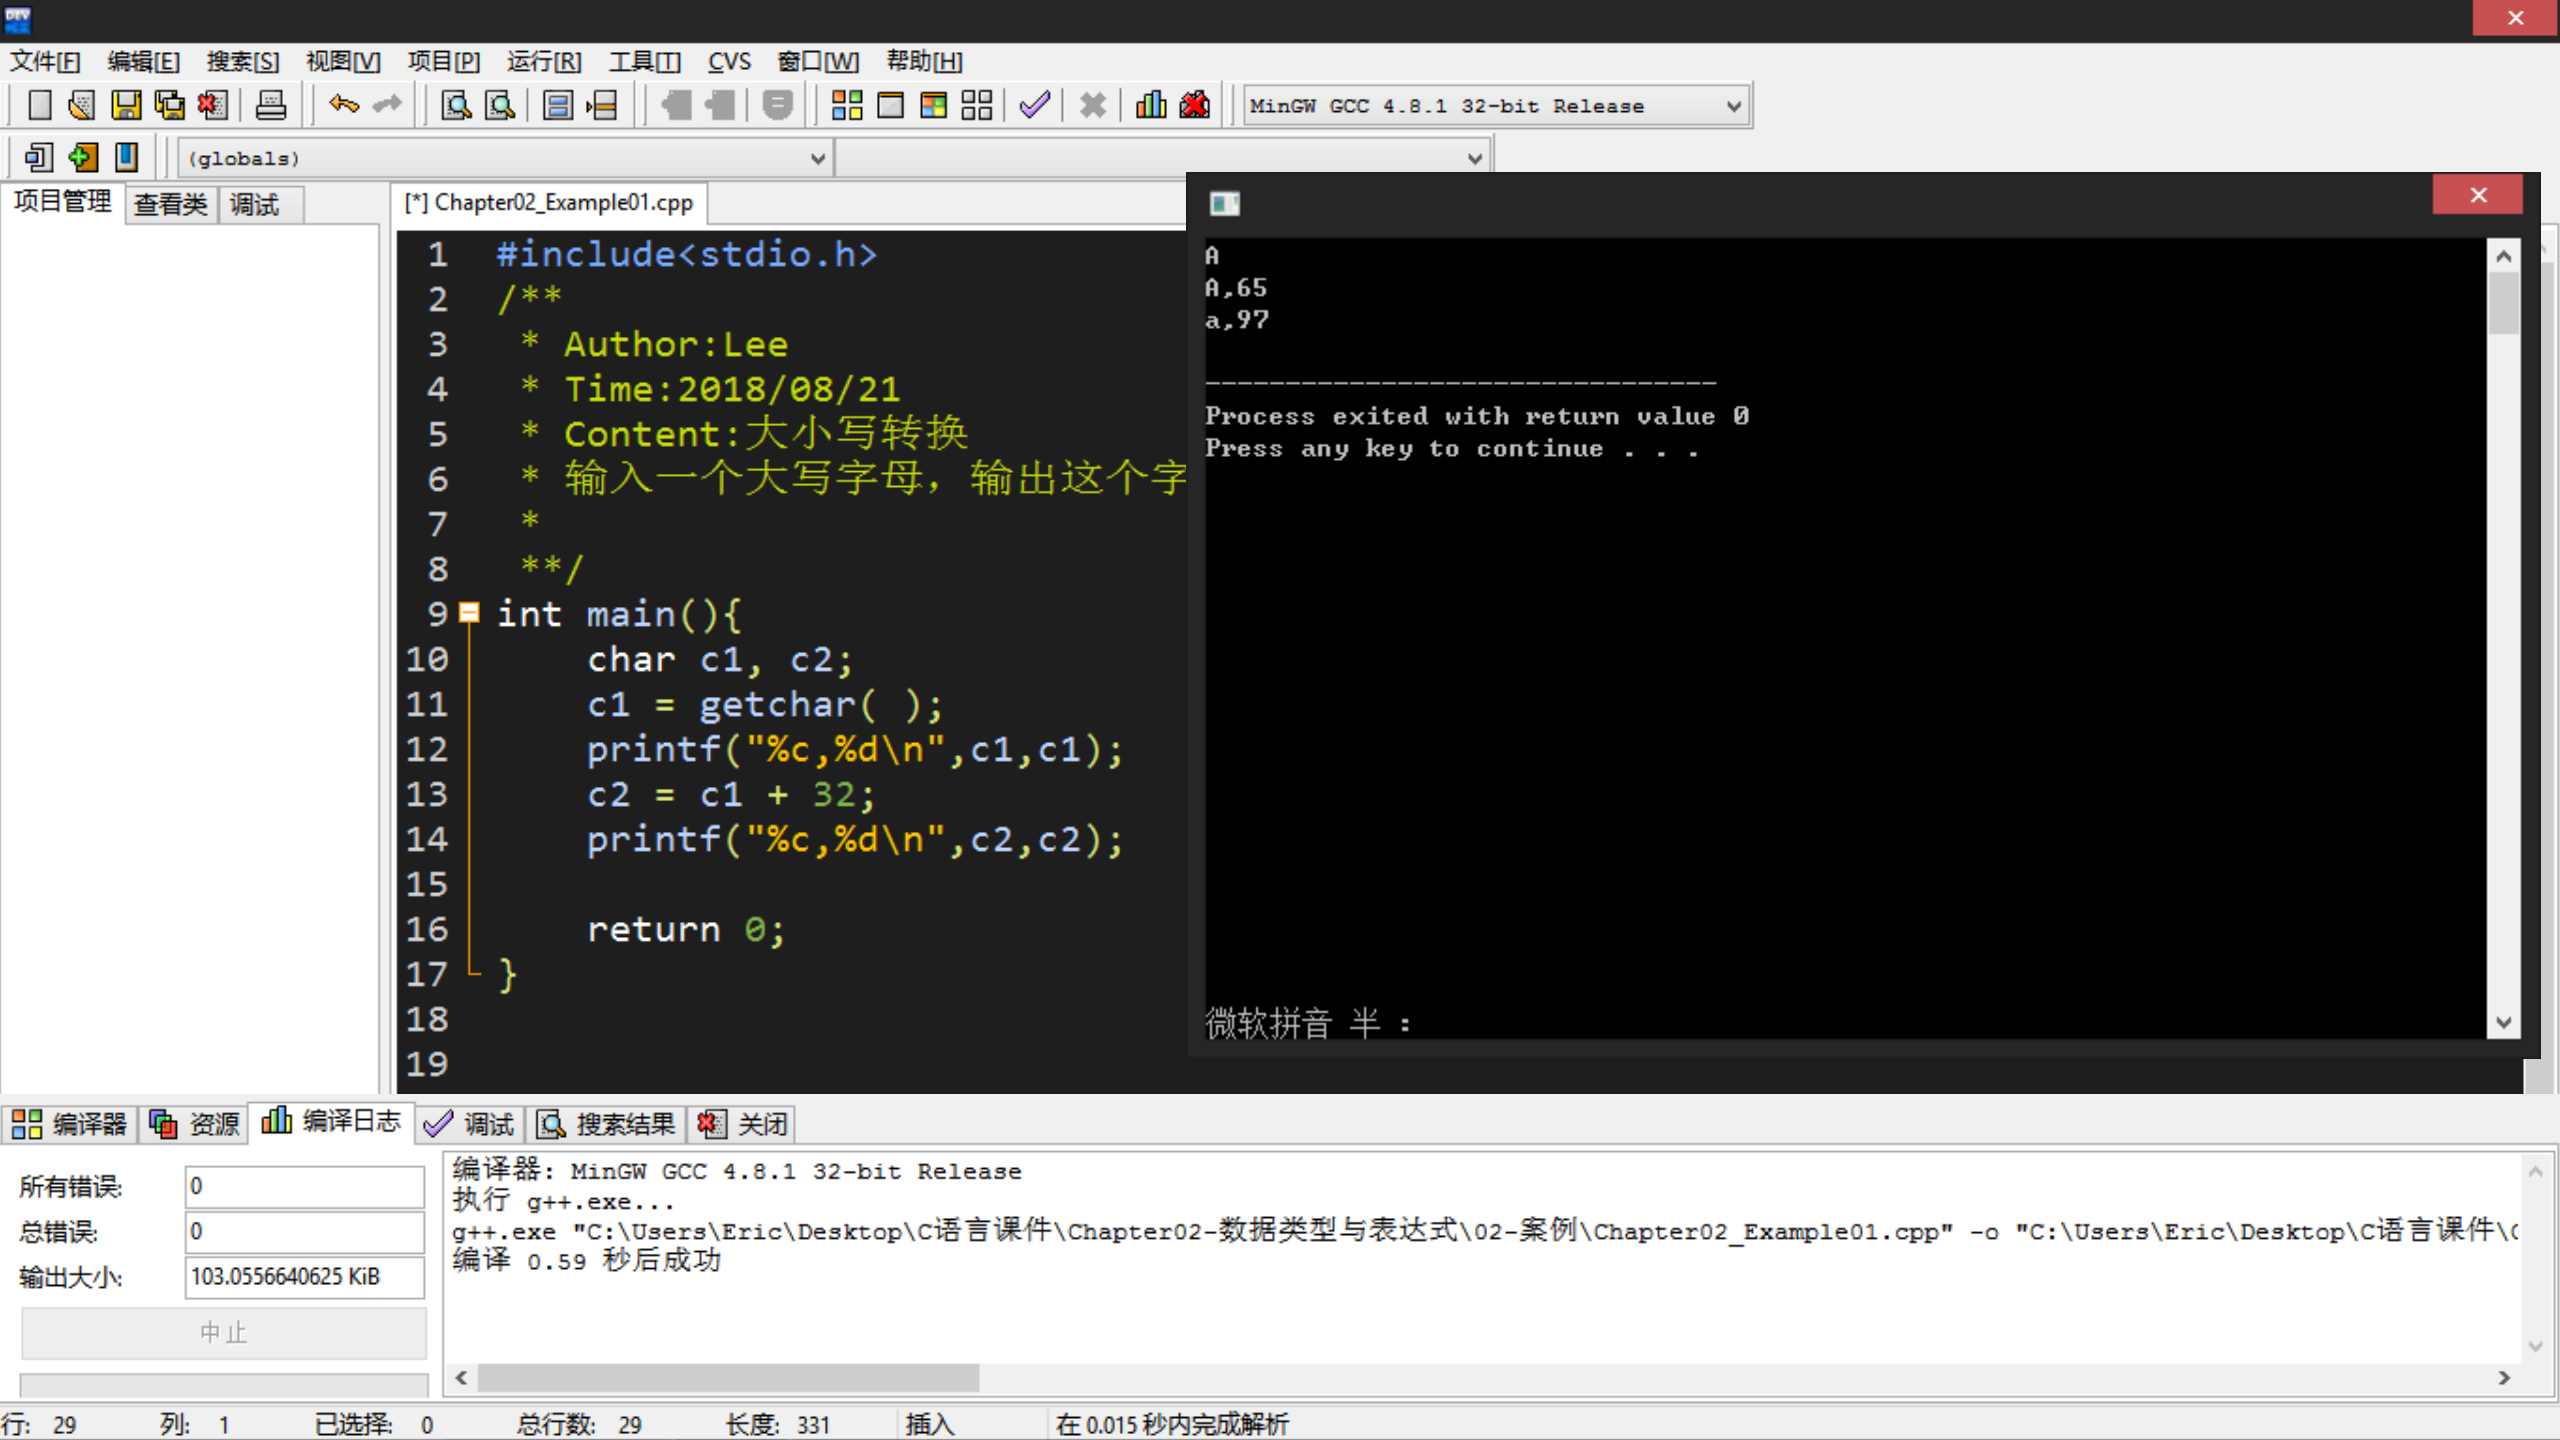 DEV
文件[F] 编辑[E] 搜索[S] 视图[V] 项目[P] 运行[R] 工具[T] CVS 窗口[W] 帮助[H]
MinGW GCC 4.8.1 32-bit Release
(globals)
项目管理 查看类 调试
[*] Chapter02_Example01.cpp
1 #include<stdio.h>
2 /**
3 * Author:Lee
4 * Time:2018/08/21
5 * Content:大小写转换
6 * 输入一个大写字母，输出这个字
7 *
8 **/
9 int main(){
10 char c1, c2;
11 c1 = getchar( );
12 printf("%c,%d\n",c1,c1);
13 c2 = c1 + 32;
14 printf("%c,%d\n",c2,c2);
15
16 return 0;
17 }
18
19
A
A,65
a,97
--------------------------------
Process exited with return value 0
Press any key to continue . . .
微软拼音 半 :
编译器 资源 编译日志 调试 搜索结果 关闭
所有错误: 0
总错误: 0
输出大小: 103.0556640625 KiB
中止
编译器: MinGW GCC 4.8.1 32-bit Release
执行 g++.exe...
g++.exe "C:\Users\Eric\Desktop\C语言课件\Chapter02-数据类型与表达式\02-案例\Chapter02_Example01.cpp" -o "C:\Users\Eric\Desktop\C语言课件\
编译 0.59 秒后成功
行: 29 列: 1 已选择: 0 总行数: 29 长度: 331 插入 在 0.015 秒内完成解析